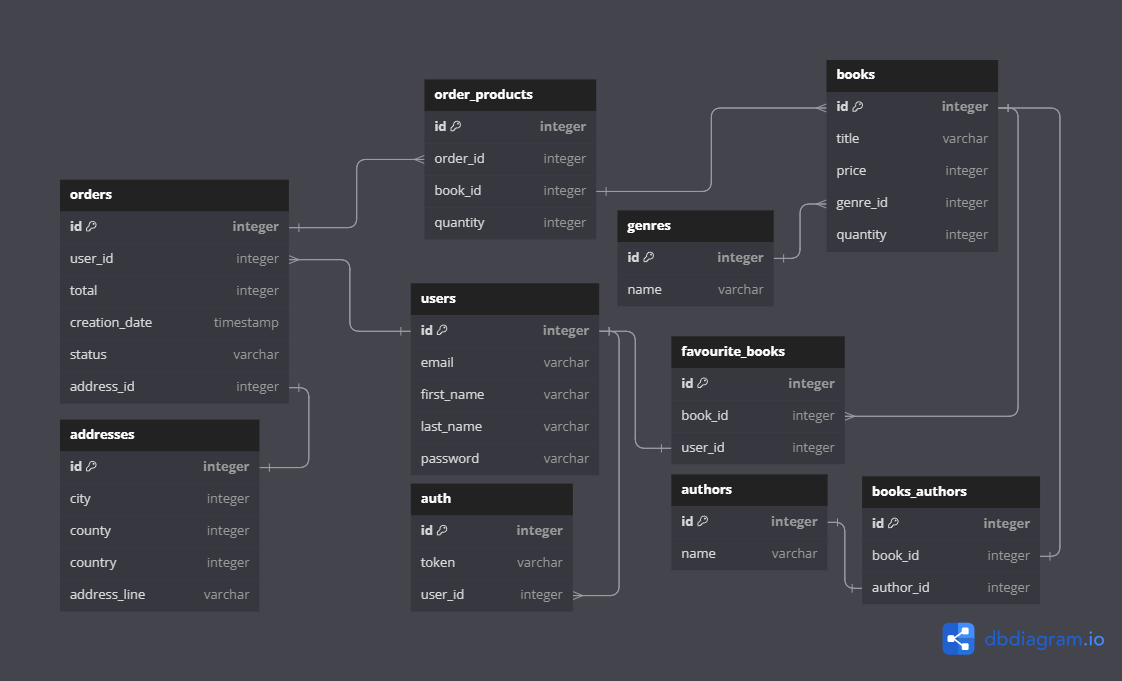 order_products
id integer
order_id integer
book_id integer
quantity integer
books
id integer
title varchar
price integer
genre_id integer
quantity integer
orders
id integer
user_id integer
total integer
creation_date timestamp
status varchar
address_id integer
genres
id integer
name varchar
users
id integer
email varchar
first_name varchar
last_name varchar
password varchar
favourite_books
id integer
book_id integer
user_id integer
addresses
id integer
city integer
county integer
country integer
address_line varchar
auth
id integer
token varchar
user_id integer
authors
id integer
name varchar
books_authors
id integer
book_id integer
author_id integer
dbdiagram.io